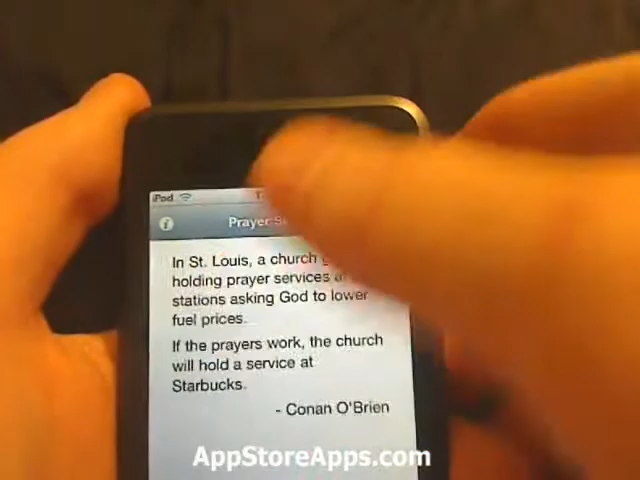 iPod
Prayer
In St. Louis, a church
holding prayer services
stations asking God to lower
fuel prices.
If the prayers work, the church
will hold a service at
Starbucks.
- Conan O'Brien
AppStoreApps.com